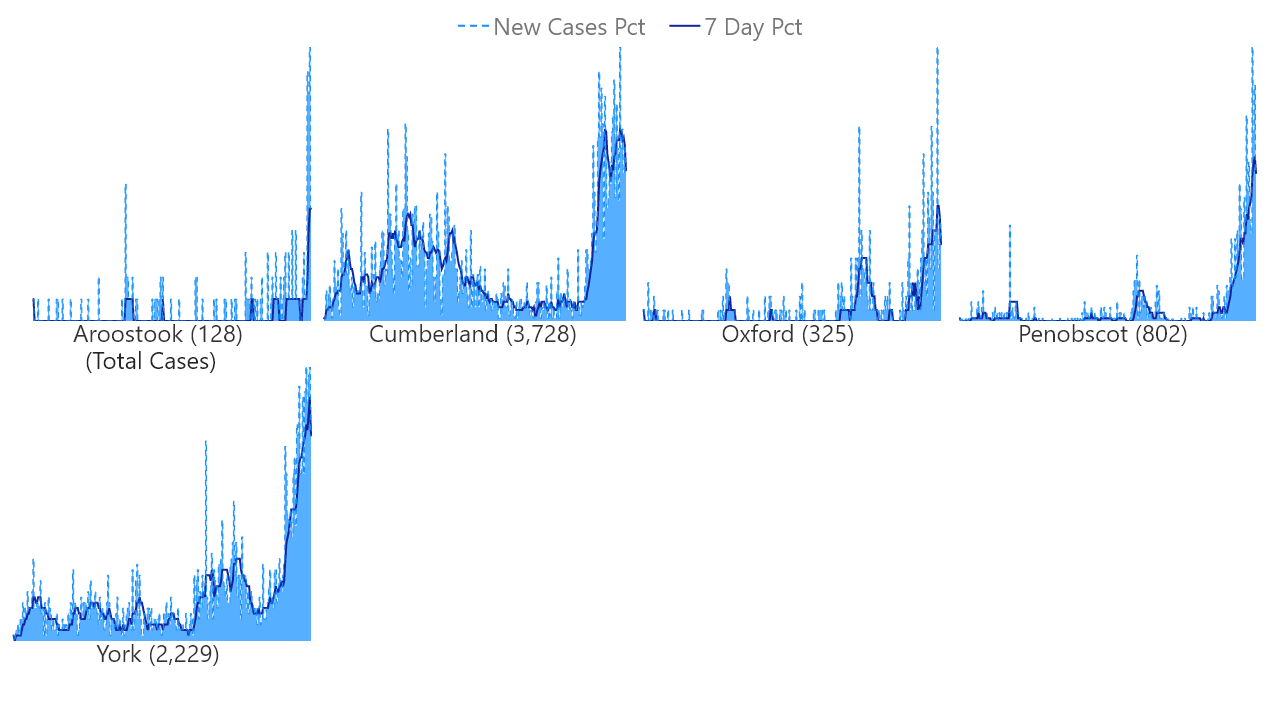 New Cases Pct 7 Day Pct
Aroostook (128)
(Total Cases)
Cumberland (3,728)
Oxford (325)
Penobscot (802)
York (2,229)